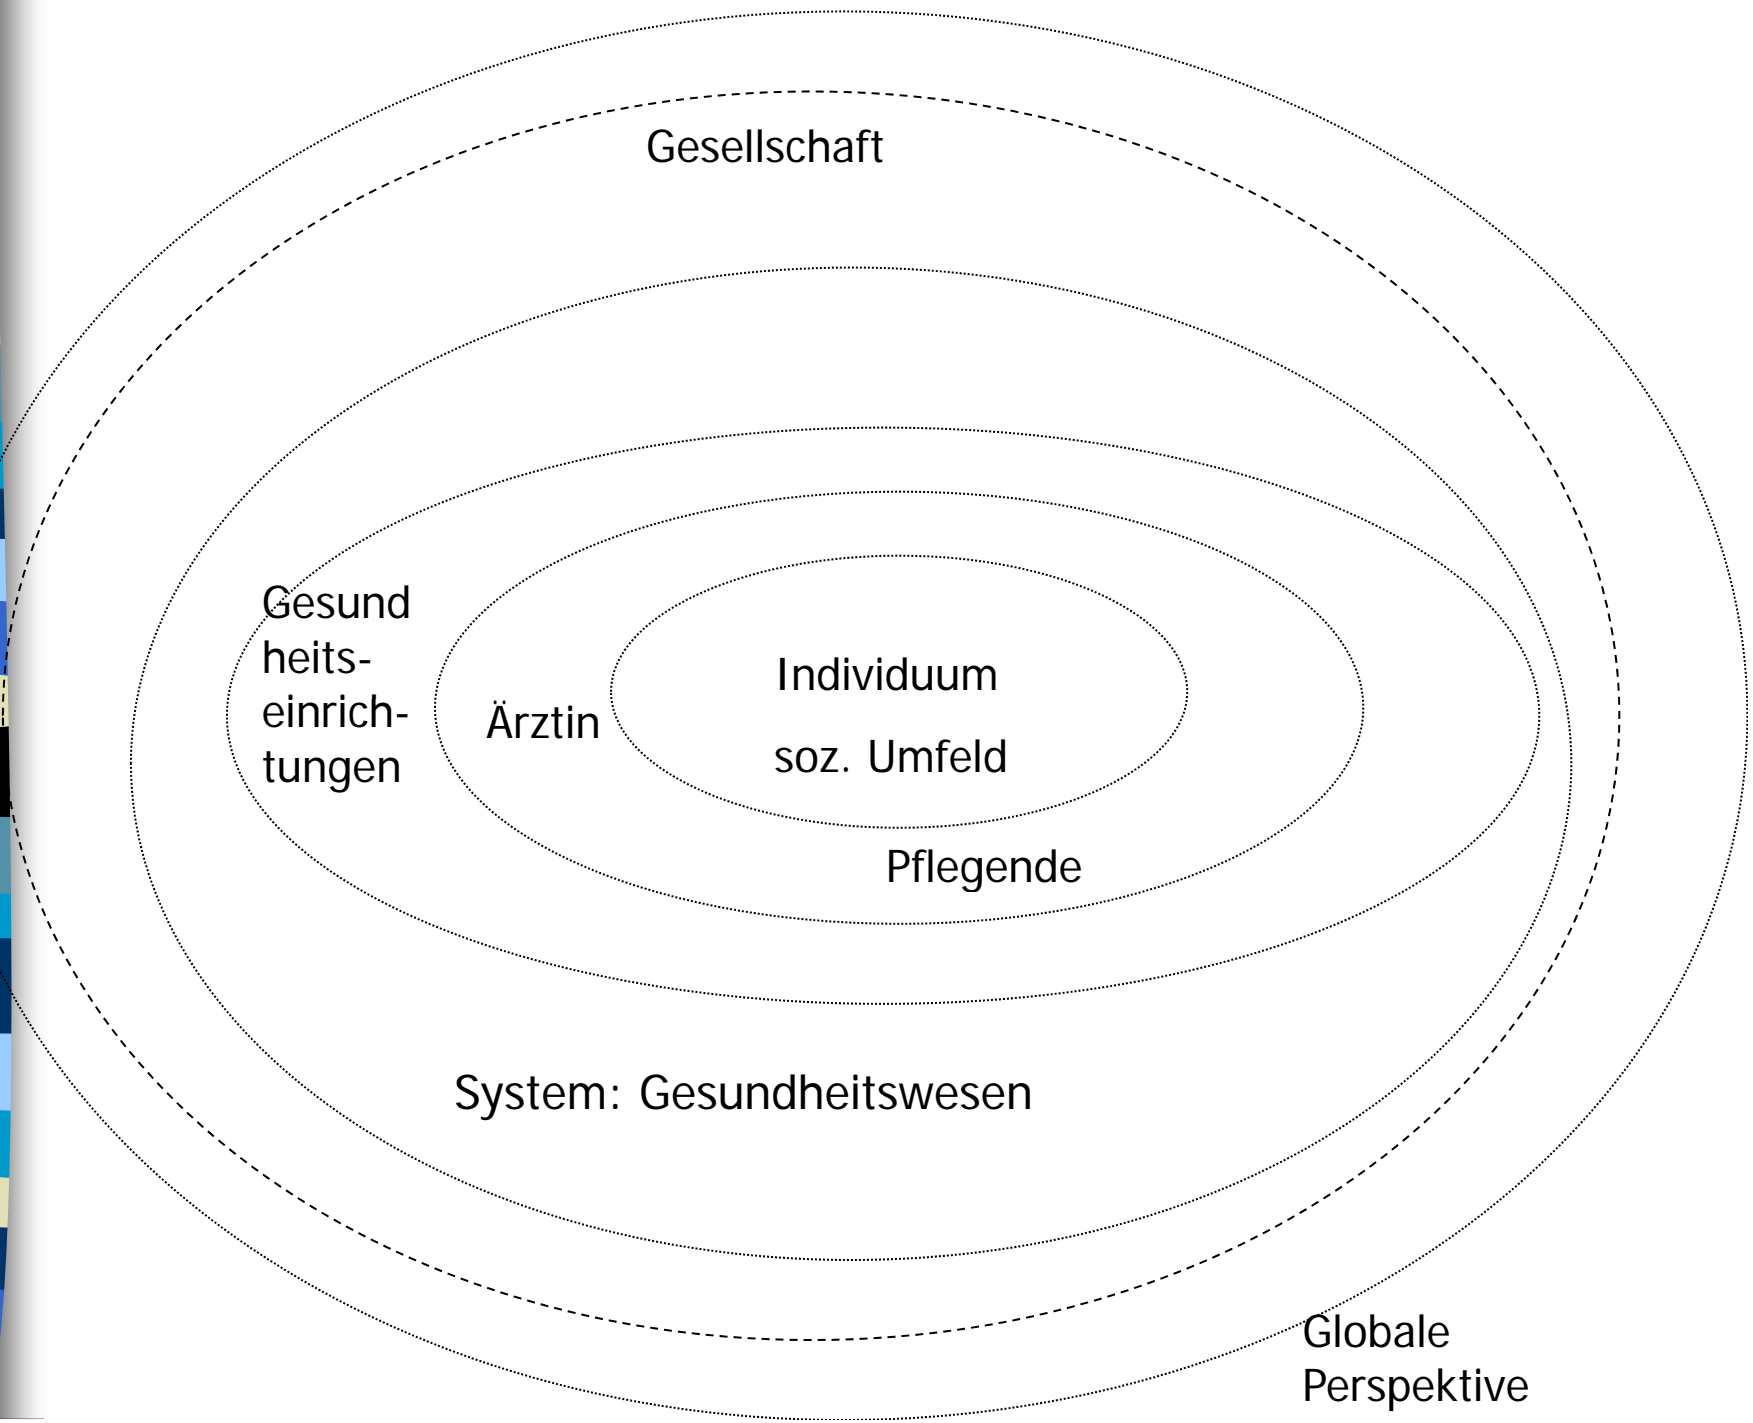 Gesellschaft
Gesund
heits-
einrich-
tungen
Ärztin
Individuum
soz. Umfeld
Pflegende
System: Gesundheitswesen
Globale
Perspektive